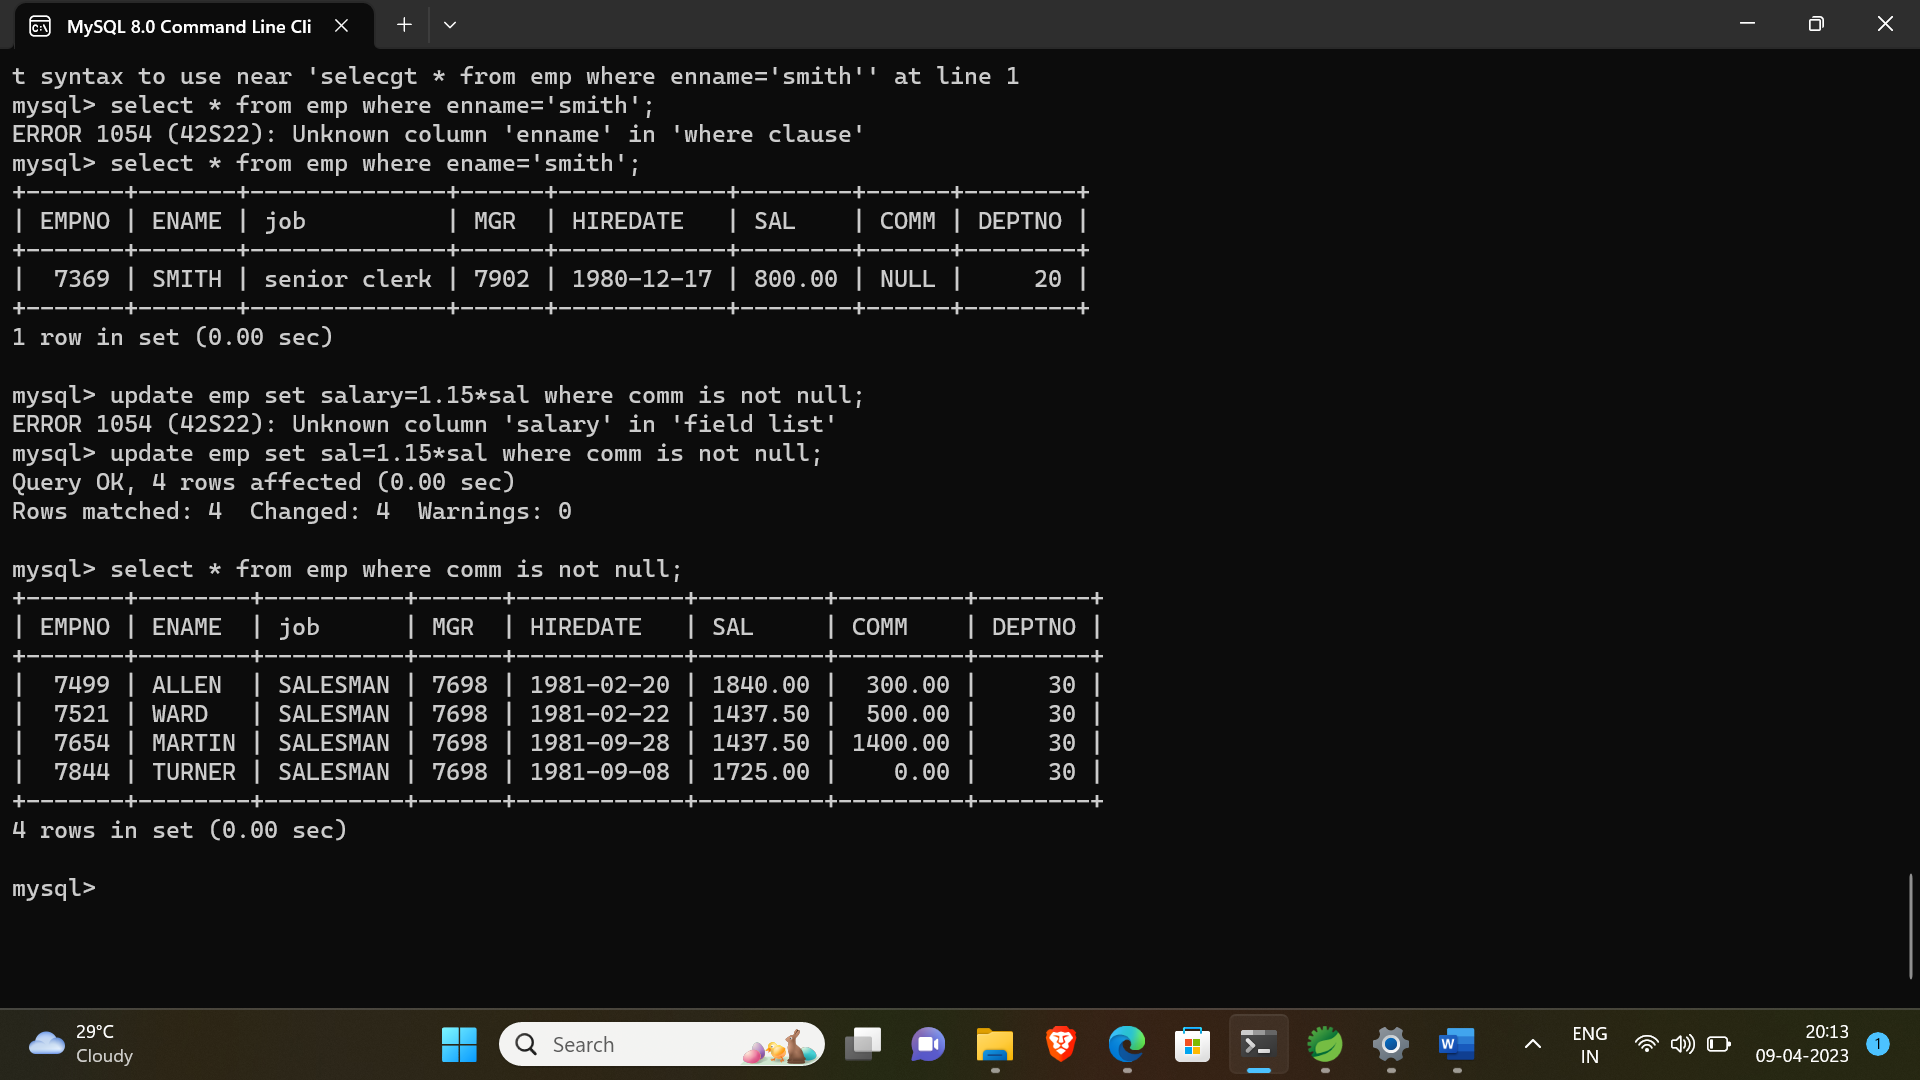 MySQL 8.0 Command Line Cli
t syntax to use near 'selecgt * from emp where enname='smith'' at line 1
mysql> select * from emp where enname='smith';
ERROR 1054 (42S22): Unknown column 'enname' in 'where clause'
mysql> select * from emp where ename='smith';
+-------+-------+--------------+------+------------+--------+------+--------+
| EMPNO | ENAME | job          | MGR  | HIREDATE   | SAL    | COMM | DEPTNO |
+-------+-------+--------------+------+------------+--------+------+--------+
|  7369 | SMITH | senior clerk | 7902 | 1980-12-17 | 800.00 | NULL |     20 |
+-------+-------+--------------+------+------------+--------+------+--------+
1 row in set (0.00 sec)
mysql> update emp set salary=1.15*sal where comm is not null;
ERROR 1054 (42S22): Unknown column 'salary' in 'field list'
mysql> update emp set sal=1.15*sal where comm is not null;
Query OK, 4 rows affected (0.00 sec)
Rows matched: 4  Changed: 4  Warnings: 0
mysql> select * from emp where comm is not null;
+-------+--------+----------+------+------------+---------+---------+--------+
| EMPNO | ENAME  | job      | MGR  | HIREDATE   | SAL     | COMM    | DEPTNO |
+-------+--------+----------+------+------------+---------+---------+--------+
|  7499 | ALLEN  | SALESMAN | 7698 | 1981-02-20 | 1840.00 |  300.00 |     30 |
|  7521 | WARD   | SALESMAN | 7698 | 1981-02-22 | 1437.50 |  500.00 |     30 |
|  7654 | MARTIN | SALESMAN | 7698 | 1981-09-28 | 1437.50 | 1400.00 |     30 |
|  7844 | TURNER | SALESMAN | 7698 | 1981-09-08 | 1725.00 |    0.00 |     30 |
+-------+--------+----------+------+------------+---------+---------+--------+
4 rows in set (0.00 sec)
mysql>
29°C
Cloudy
Search
ENG
IN
20:13
09-04-2023
1